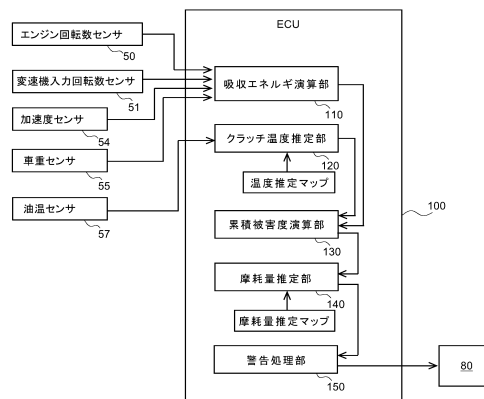 ECU
エンジン回転数センサ
50
変速機入力回転数センサ
51
加速度センサ
54
車重センサ
55
油温センサ
57
吸収エネルギ演算部
110
クラッチ温度推定部
120
温度推定マップ
累積被害度演算部
130
摩耗量推定部
140
摩耗量推定マップ
警告処理部
150
100
80